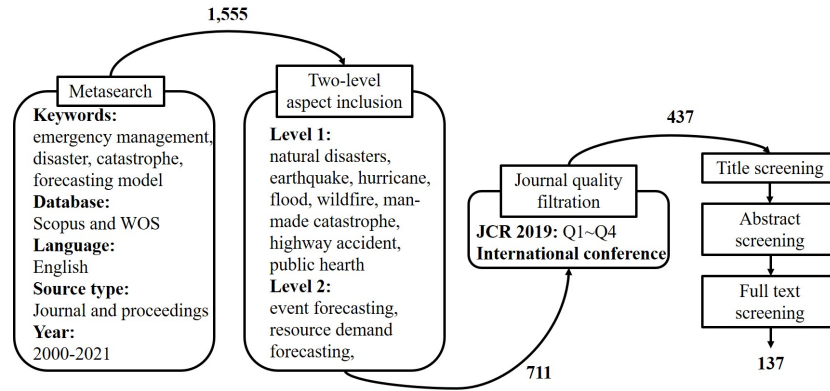 1,555
Metasearch
Keywords:
emergency management,
disaster, catastrophe,
forecasting model
Database:
Scopus and WOS
Language:
English
Source type:
Journal and proceedings
Year:
2000-2021
Two-level
aspect inclusion
Level 1:
natural disasters,
earthquake, hurricane,
flood, wildfire, man-
made catastrophe,
highway accident,
public hearth
Level 2:
event forecasting,
resource demand
forecasting,
711
Journal quality
filtration
JCR 2019: Q1~Q4
International conference
437
Title screening
Abstract
screening
Full text
screening
137